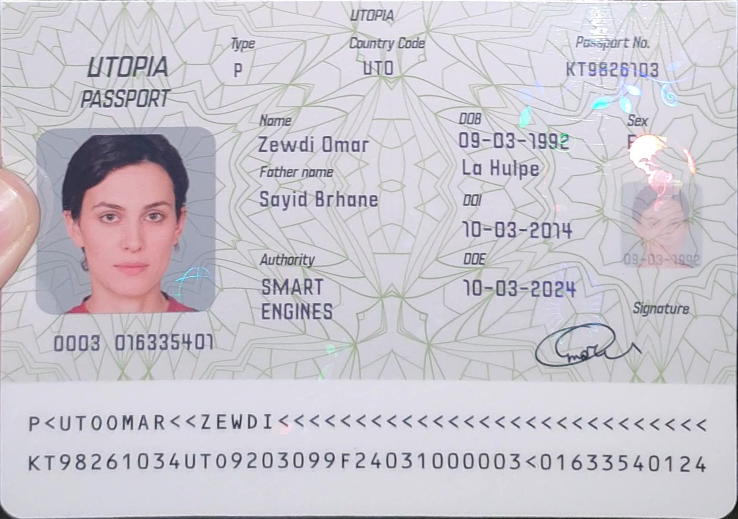 UTOPIA
Type
Country Code
Passport No.
UTOPIA
P
UTO
KT9826103
PASSPORT
Name
DOB
Sex
Zewdi Omar
09-03-1992
F
Father name
La Hulpe
Sayid Brhane
DOI
10-03-2014
09-03-1992
Authority
DOE
SMART
10-03-2024
ENGINES
Signature
0003 016335401
P<UTOOMAR<<ZEWDI<<<<<<<<<<<<<<<<<<<<<<<<<<<<
KT98261034UTO9203099F24031000003<01633540124